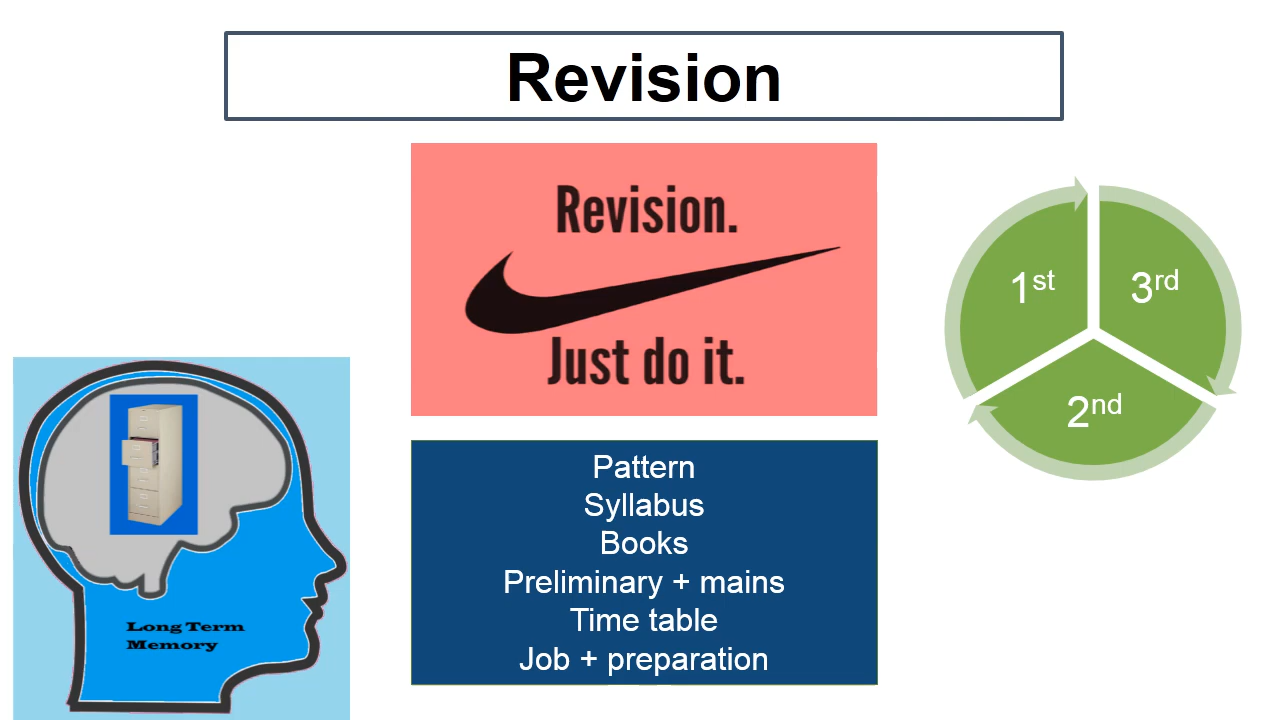 Revision
Revision.
Just do it.
1st
3rd
2nd
Pattern
Syllabus
Books
Preliminary + mains
Time table
Job + preparation
Long Term
Memory